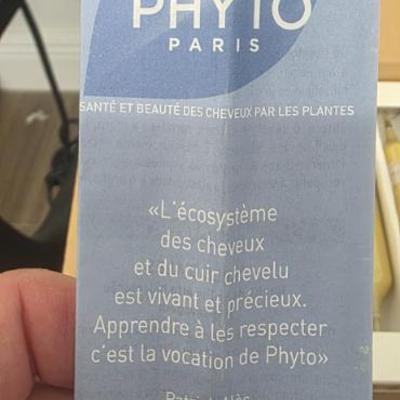 PHYTO
PARIS
SANTÉ ET BEAUTÉ DES CHEVEUX PAR LES PLANTES
«L'écosystème
des cheveux
et du cuir chevelu
est vivant et précieux.
Apprendre à les respecter
c'est la vocation de Phyto»